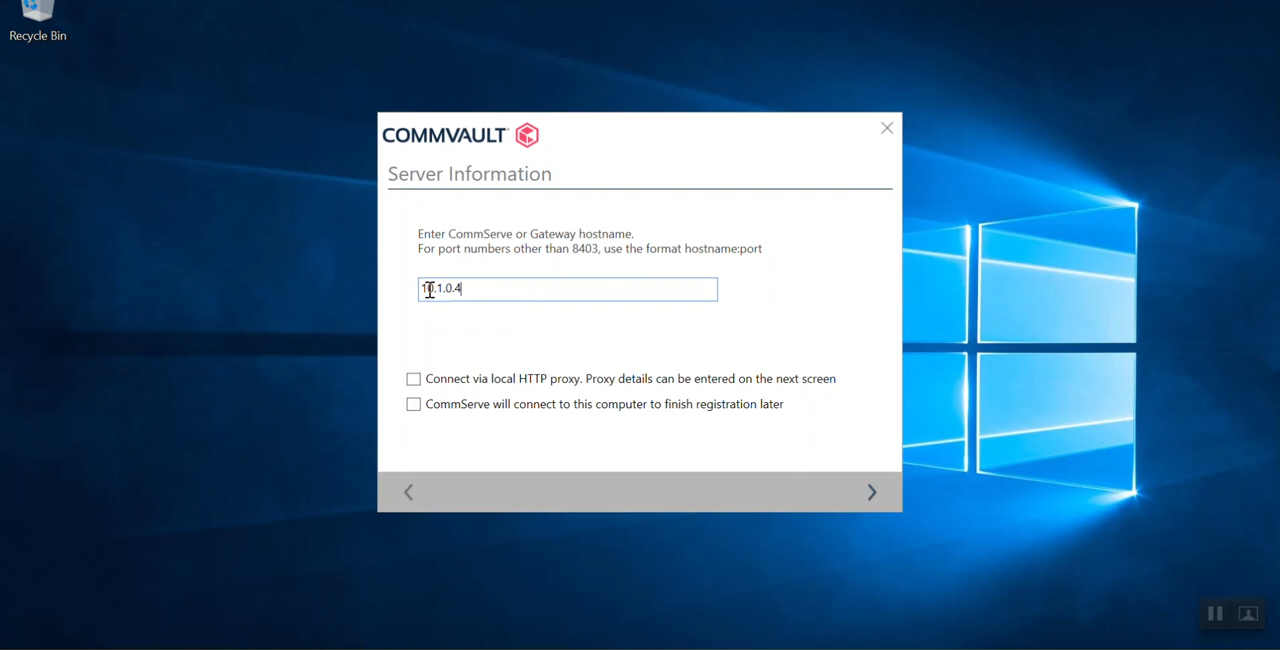 Recycle Bin
COMMVAULT
Server Information
Enter CommServe or Gateway hostname.
For port numbers other than 8403, use the format hostname:port
10.1.0.4
Connect via local HTTP proxy. Proxy details can be entered on the next screen
CommServe will connect to this computer to finish registration later